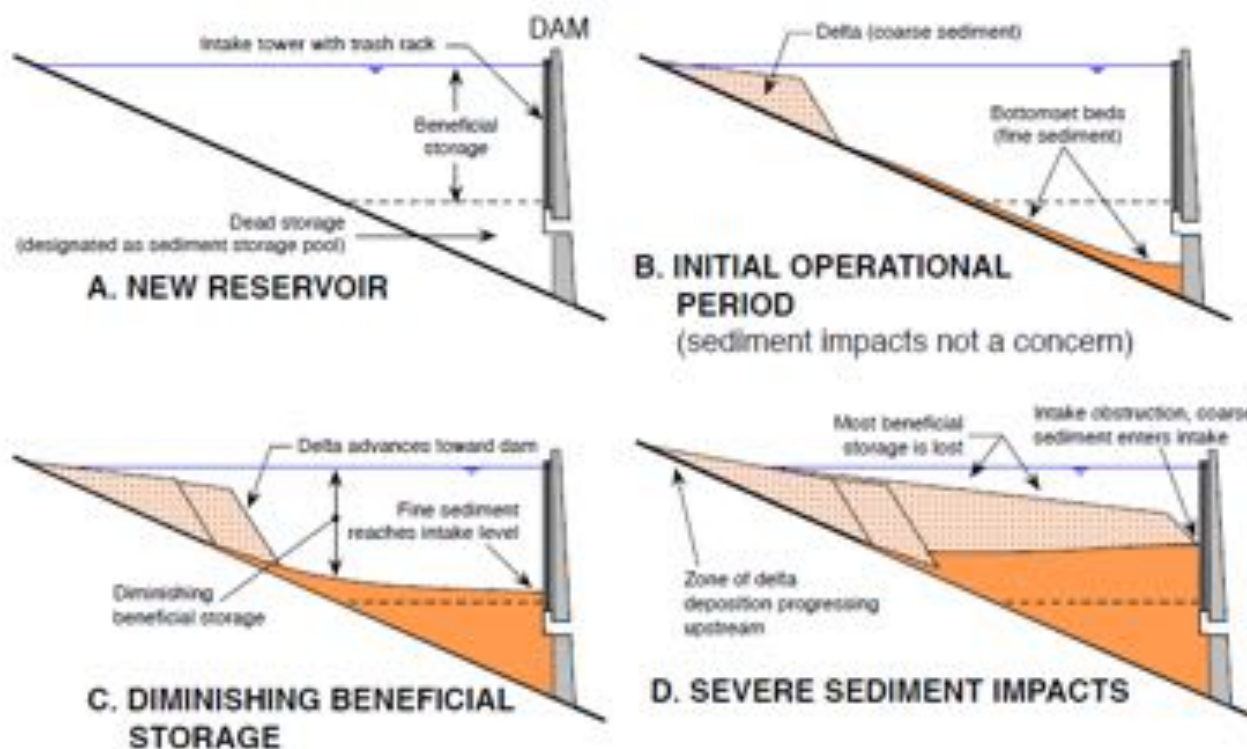 DAM
Intake tower with trash rack
Beneficial
storage
Dead storage
(designated as sediment storage pool)
A. NEW RESERVOIR
Delta (coarse sediment)
Bottomset beds
(fine sediment)
B. INITIAL OPERATIONAL
PERIOD
(sediment impacts not a concern)
Delta advances toward dam
Fine sediment
reaches intake level
Diminishing
beneficial storage
C. DIMINISHING BENEFICIAL
STORAGE
Most beneficial
storage is lost
Intake obstruction, coarse
sediment enters intake
Zone of delta
deposition progressing
upstream
D. SEVERE SEDIMENT IMPACTS